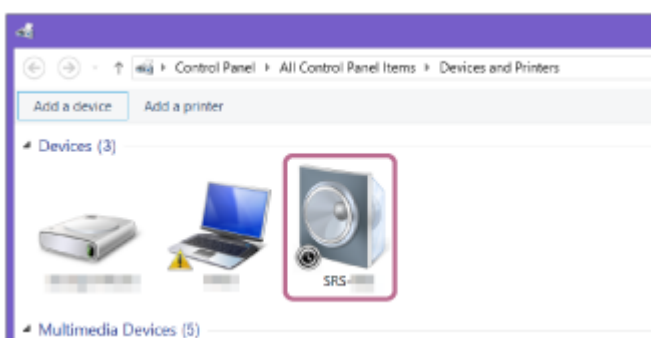 Control Panel All Control Panel Items Devices and Printers
Add a device Add a printer
Devices (3)
SRS-
Multimedia Devices (5)